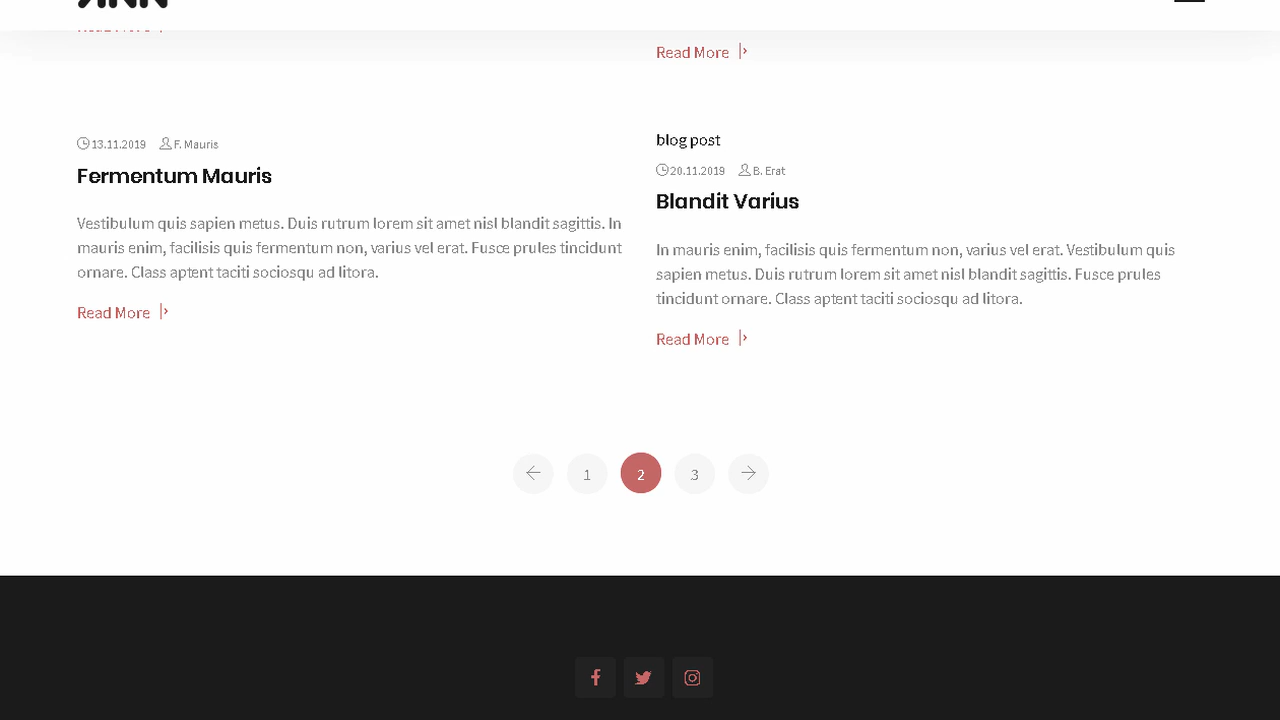 Read More
13.11.2019 F. Mauris
Fermentum Mauris
Vestibulum quis sapien metus. Duis rutrum lorem sit amet nisl blandit sagittis. In
mauris enim, facilisis quis fermentum non, varius vel erat. Fusce prules tincidunt
ornare. Class aptent taciti sociosqu ad litora.
Read More
blog post
20.11.2019 B. Erat
Blandit Varius
In mauris enim, facilisis quis fermentum non, varius vel erat. Vestibulum quis
sapien metus. Duis rutrum lorem sit amet nisl blandit sagittis. Fusce prules
tincidunt ornare. Class aptent taciti sociosqu ad litora.
Read More
1 2 3